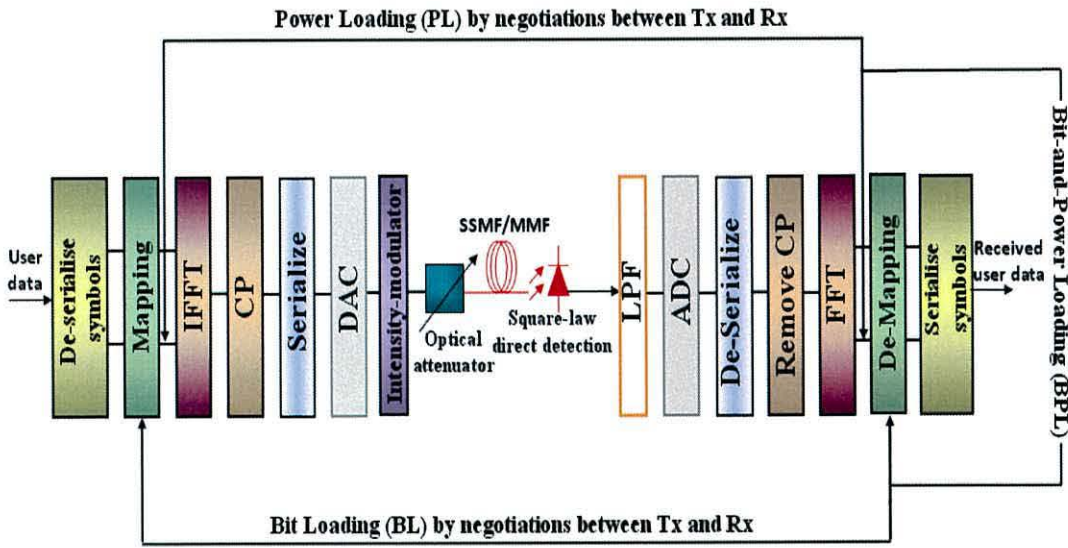 Power Loading (PL) by negotiations between Tx and Rx
User
data
De-serialise
symbols
Mapping
IFFT
CP
Serialize
DAC
Intensity-modulator
Optical
attenuator
SSMF/MMF
Square-law
direct detection
LPF
ADC
De-Serialize
Remove CP
FFT
De-Mapping
Serialise
symbols
Received
user data
Bit-and-Power Loading (BPL)
Bit Loading (BL) by negotiations between Tx and Rx